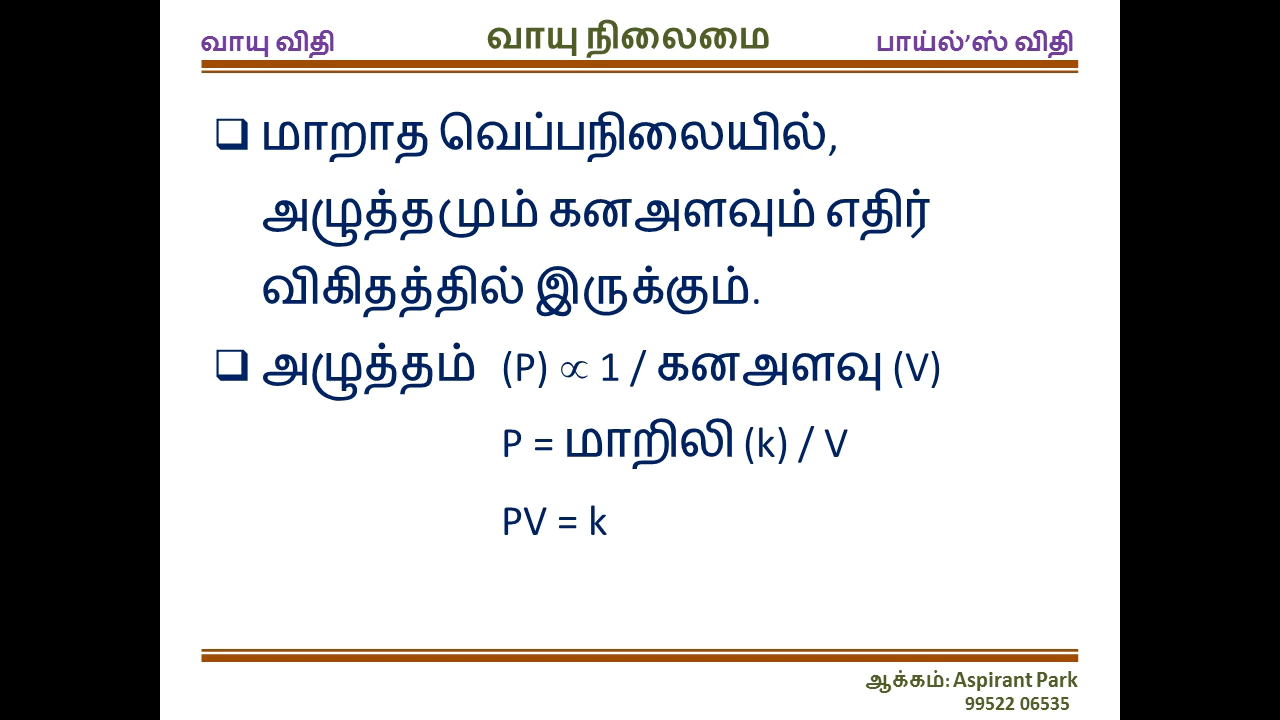 வாயு விதி வாயு நிலைமை பாய்ல்'ஸ் விதி
❑ மாறாத வெப்பநிலையில்,
அழுத்தமும் கனஅளவும் எதிர்
விகிதத்தில் இருக்கும்.
❑ அழுத்தம் (P) ∝ 1 / கனஅளவு (V)
P = மாறிலி (k) / V
PV = k
ஆக்கம்: Aspirant Park
99522 06535